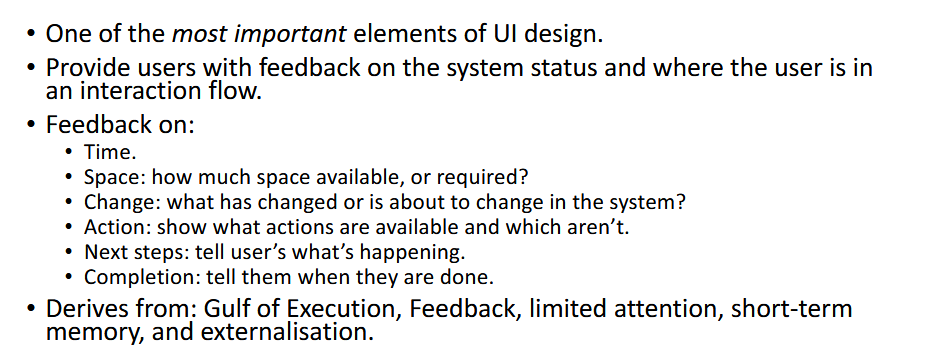 • One of the most important elements of UI design.
• Provide users with feedback on the system status and where the user is in
an interaction flow.
• Feedback on:
• Time.
• Space: how much space available, or required?
• Change: what has changed or is about to change in the system?
• Action: show what actions are available and which aren’t.
• Next steps: tell user’s what’s happening.
• Completion: tell them when they are done.
• Derives from: Gulf of Execution, Feedback, limited attention, short-term
memory, and externalisation.